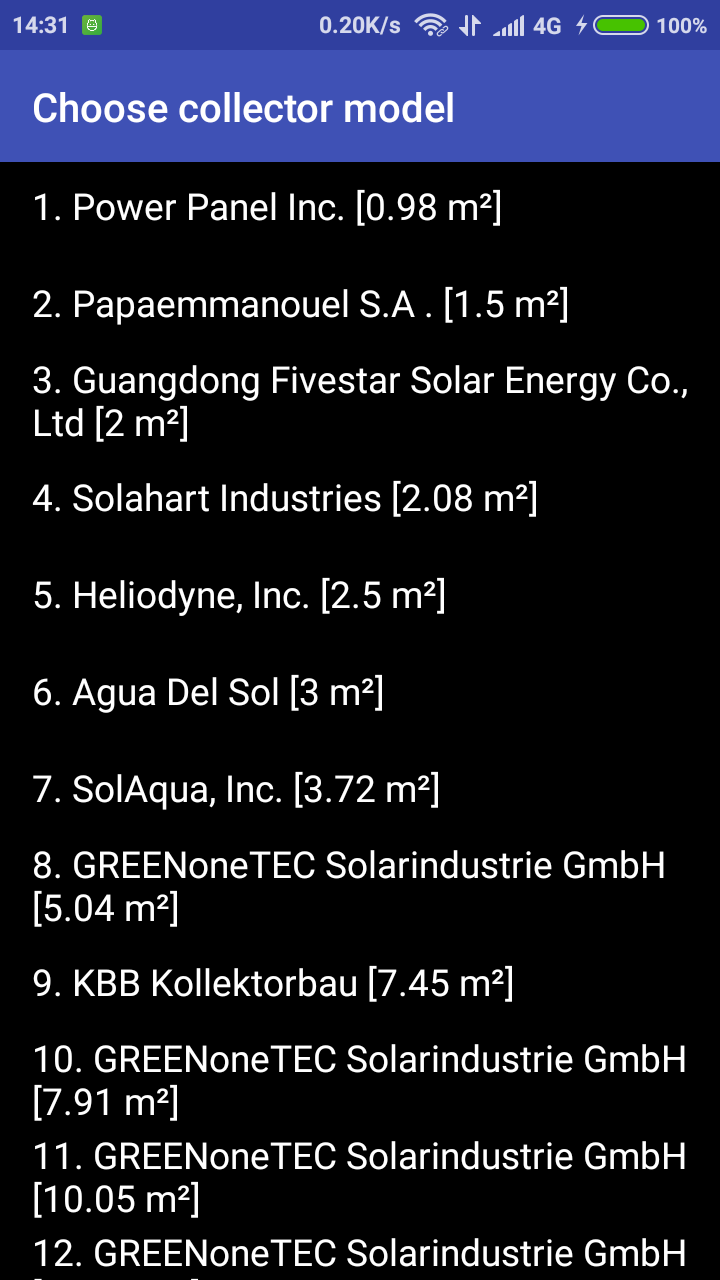 14:31 0.20K/s 4G 100%
Choose collector model
1. Power Panel Inc. [0.98 m²]
2. Papaemmanouel S.A . [1.5 m²]
3. Guangdong Fivestar Solar Energy Co.,
Ltd [2 m²]
4. Solahart Industries [2.08 m²]
5. Heliodyne, Inc. [2.5 m²]
6. Agua Del Sol [3 m²]
7. SolAqua, Inc. [3.72 m²]
8. GREENoneTEC Solarindustrie GmbH
[5.04 m²]
9. KBB Kollektorbau [7.45 m²]
10. GREENoneTEC Solarindustrie GmbH
[7.91 m²]
11. GREENoneTEC Solarindustrie GmbH
[10.05 m²]
12. GREENoneTEC Solarindustrie GmbH